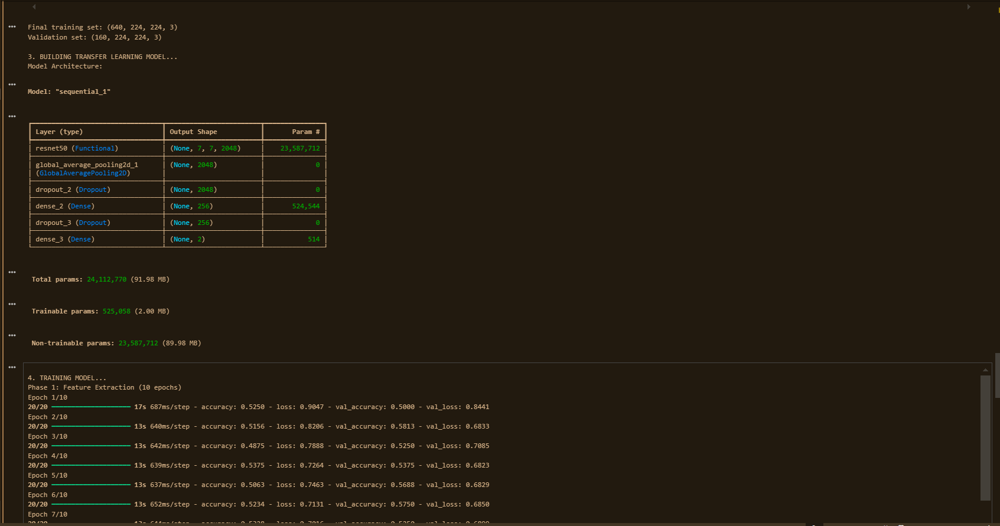 Final training set: (640, 224, 224, 3)
Validation set: (160, 224, 224, 3)
3. BUILDING TRANSFER LEARNING MODEL...
Model Architecture:
Model: "sequential_1"
Layer (type) Output Shape Param #
resnet50 (Functional) (None, 7, 7, 2048) 23,587,712
global_average_pooling2d_1 (None, 2048) 0
(GlobalAveragePooling2D)
dropout_2 (Dropout) (None, 2048) 0
dense_2 (Dense) (None, 256) 524,544
dropout_3 (Dropout) (None, 256) 0
dense_3 (Dense) (None, 2) 514
Total params: 24,112,770 (91.98 MB)
Trainable params: 525,058 (2.00 MB)
Non-trainable params: 23,587,712 (89.98 MB)
4. TRAINING MODEL...
Phase 1: Feature Extraction (10 epochs)
Epoch 1/10
20/20 17s 687ms/step - accuracy: 0.5250 - loss: 0.9047 - val_accuracy: 0.5000 - val_loss: 0.8441
Epoch 2/10
20/20 13s 640ms/step - accuracy: 0.5156 - loss: 0.8206 - val_accuracy: 0.5813 - val_loss: 0.6833
Epoch 3/10
20/20 13s 642ms/step - accuracy: 0.4875 - loss: 0.7888 - val_accuracy: 0.5250 - val_loss: 0.7085
Epoch 4/10
20/20 13s 639ms/step - accuracy: 0.5375 - loss: 0.7264 - val_accuracy: 0.5375 - val_loss: 0.6823
Epoch 5/10
20/20 13s 637ms/step - accuracy: 0.5063 - loss: 0.7463 - val_accuracy: 0.5688 - val_loss: 0.6829
Epoch 6/10
20/20 13s 652ms/step - accuracy: 0.5234 - loss: 0.7131 - val_accuracy: 0.5750 - val_loss: 0.6850
Epoch 7/10